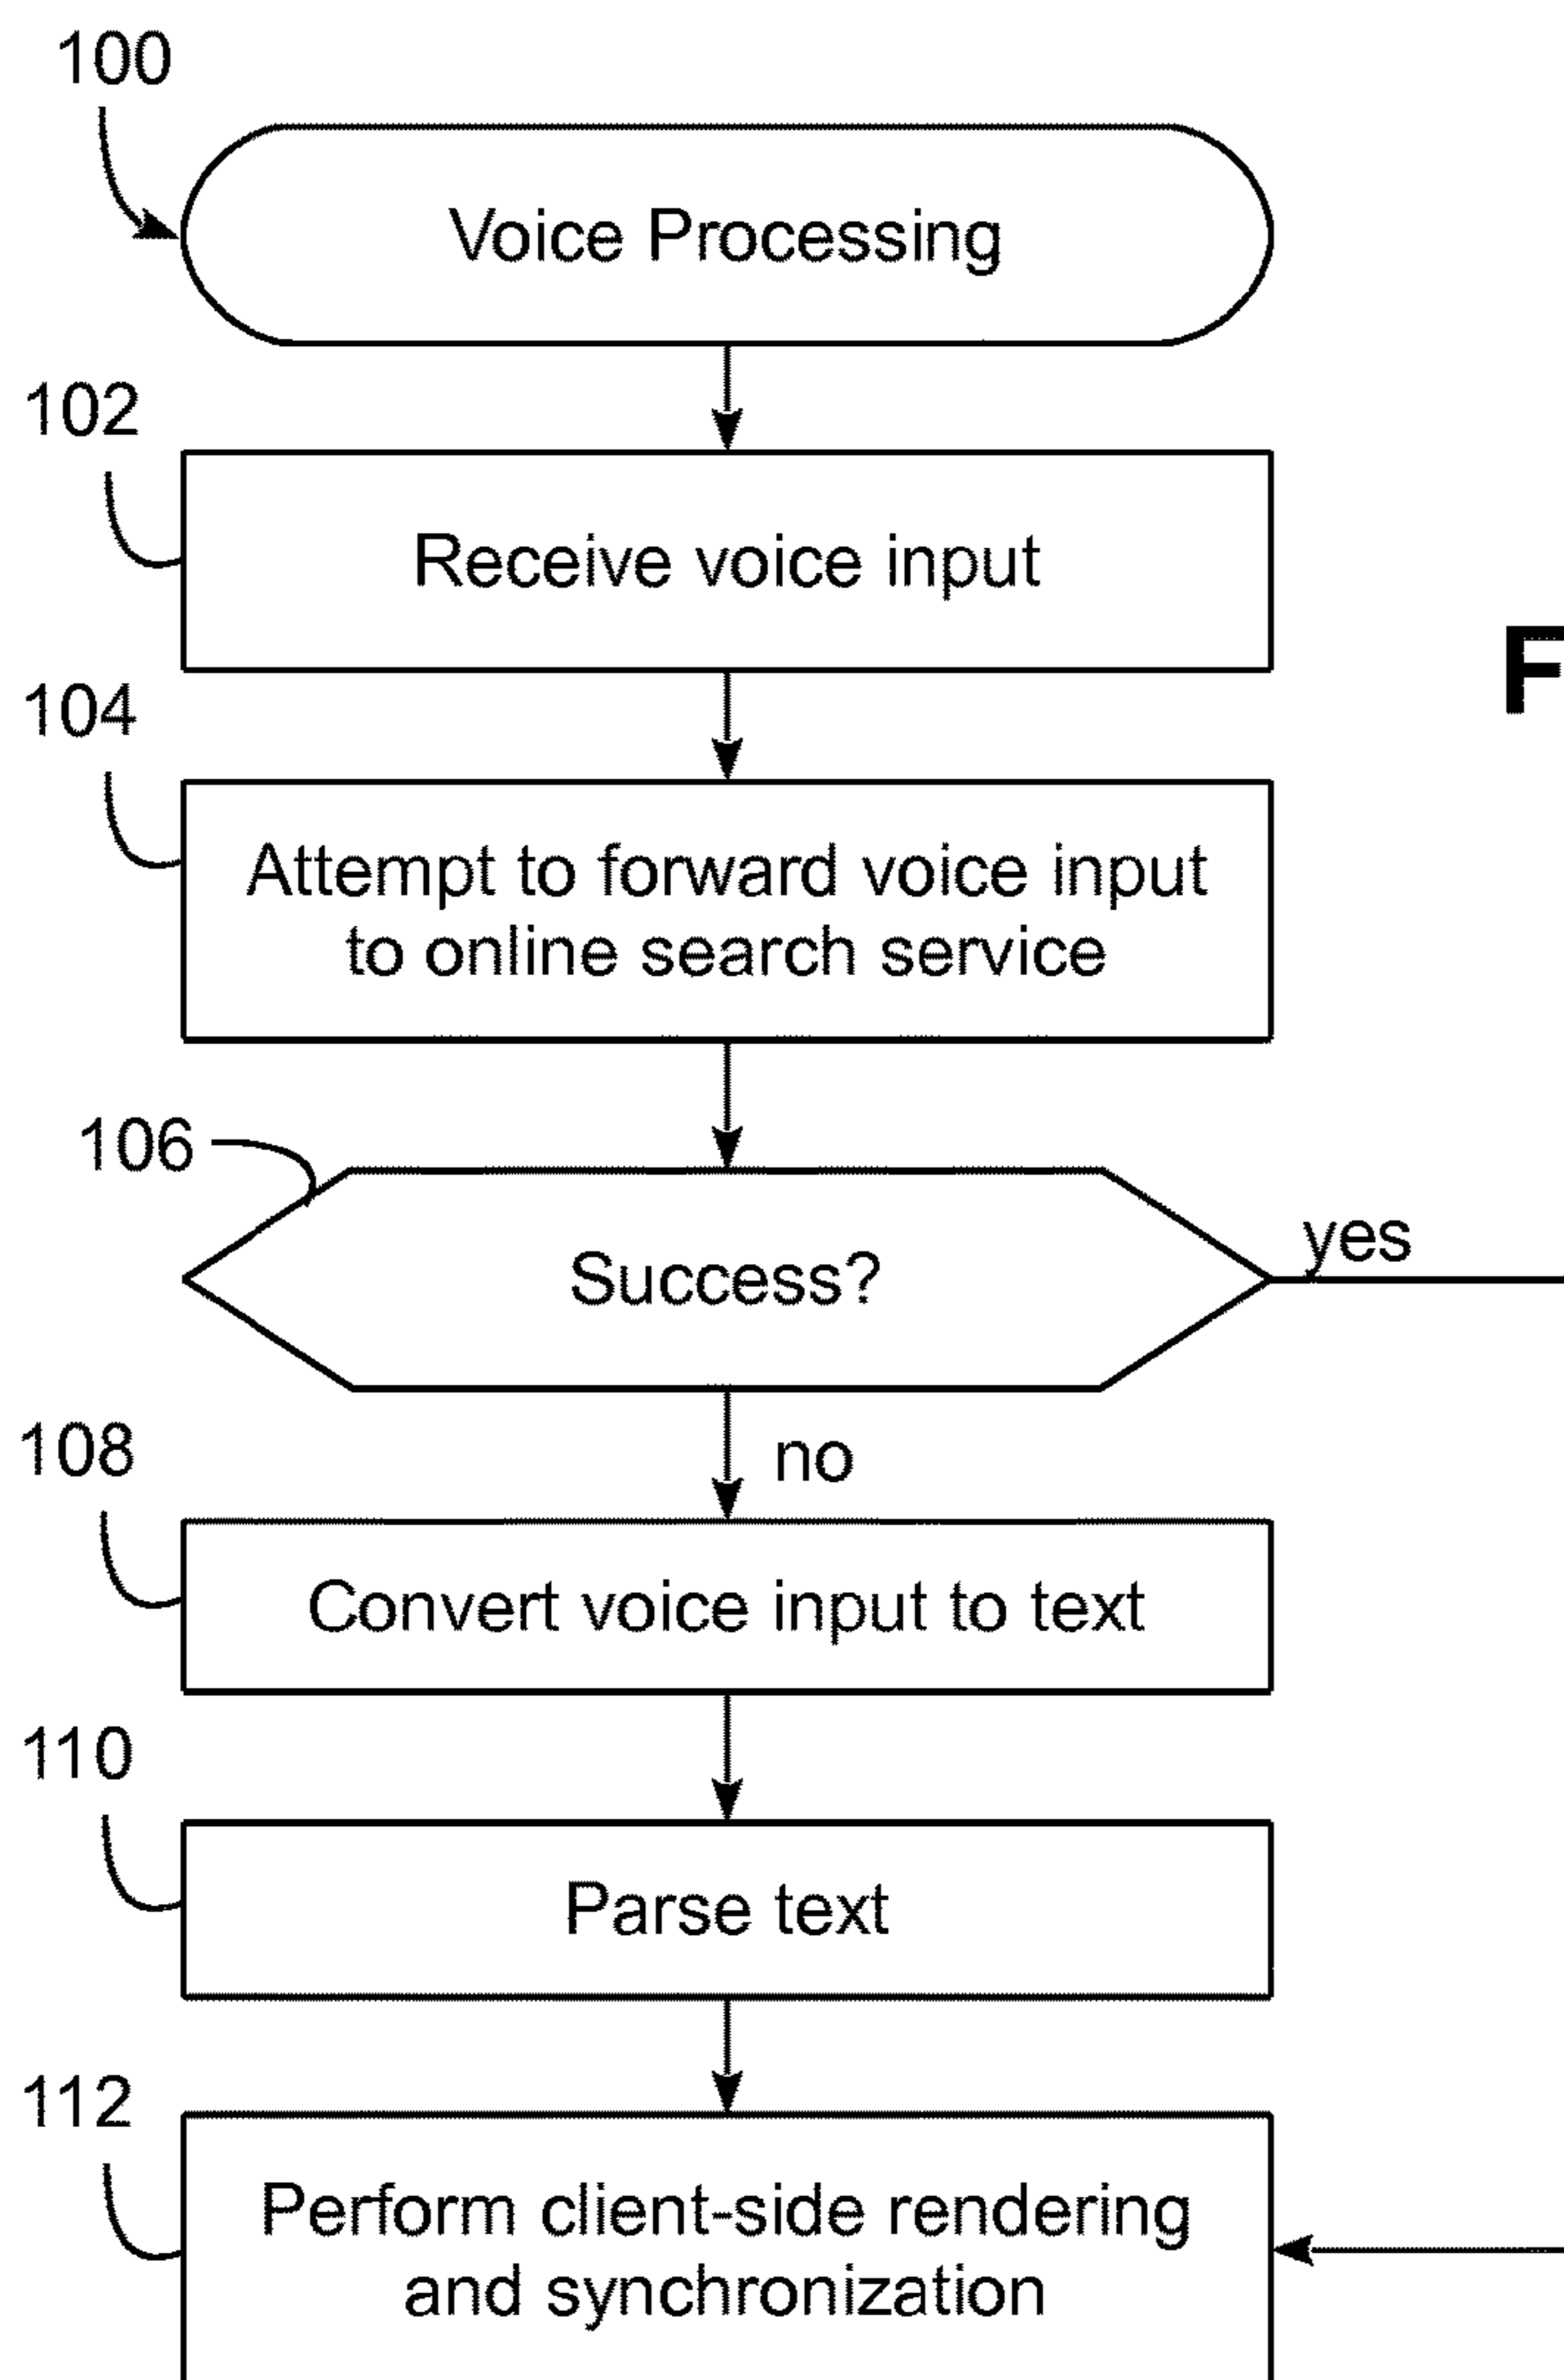 100
Voice Processing
102
Receive voice input
F
104
Attempt to forward voice input
to online search service
106
Success?
yes
no
108
Convert voice input to text
110
Parse text
112
Perform client-side rendering
and synchronization